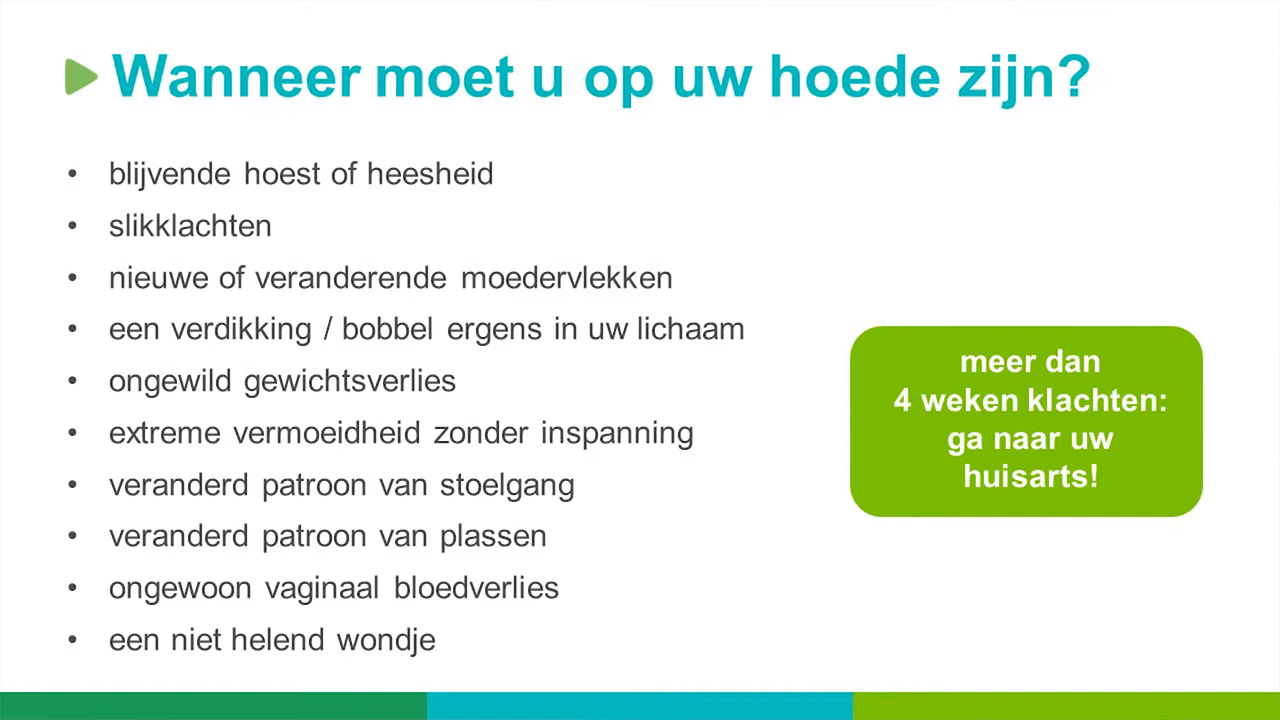 Wanneer moet u op uw hoede zijn?
• blijvende hoest of heesheid
• slikklachten
• nieuwe of veranderende moedervlekken
• een verdikking / bobbel ergens in uw lichaam
• ongewild gewichtsverlies
• extreme vermoeidheid zonder inspanning
• veranderd patroon van stoelgang
• veranderd patroon van plassen
• ongewoon vaginaal bloedverlies
• een niet helend wondje
meer dan
4 weken klachten:
ga naar uw
huisarts!